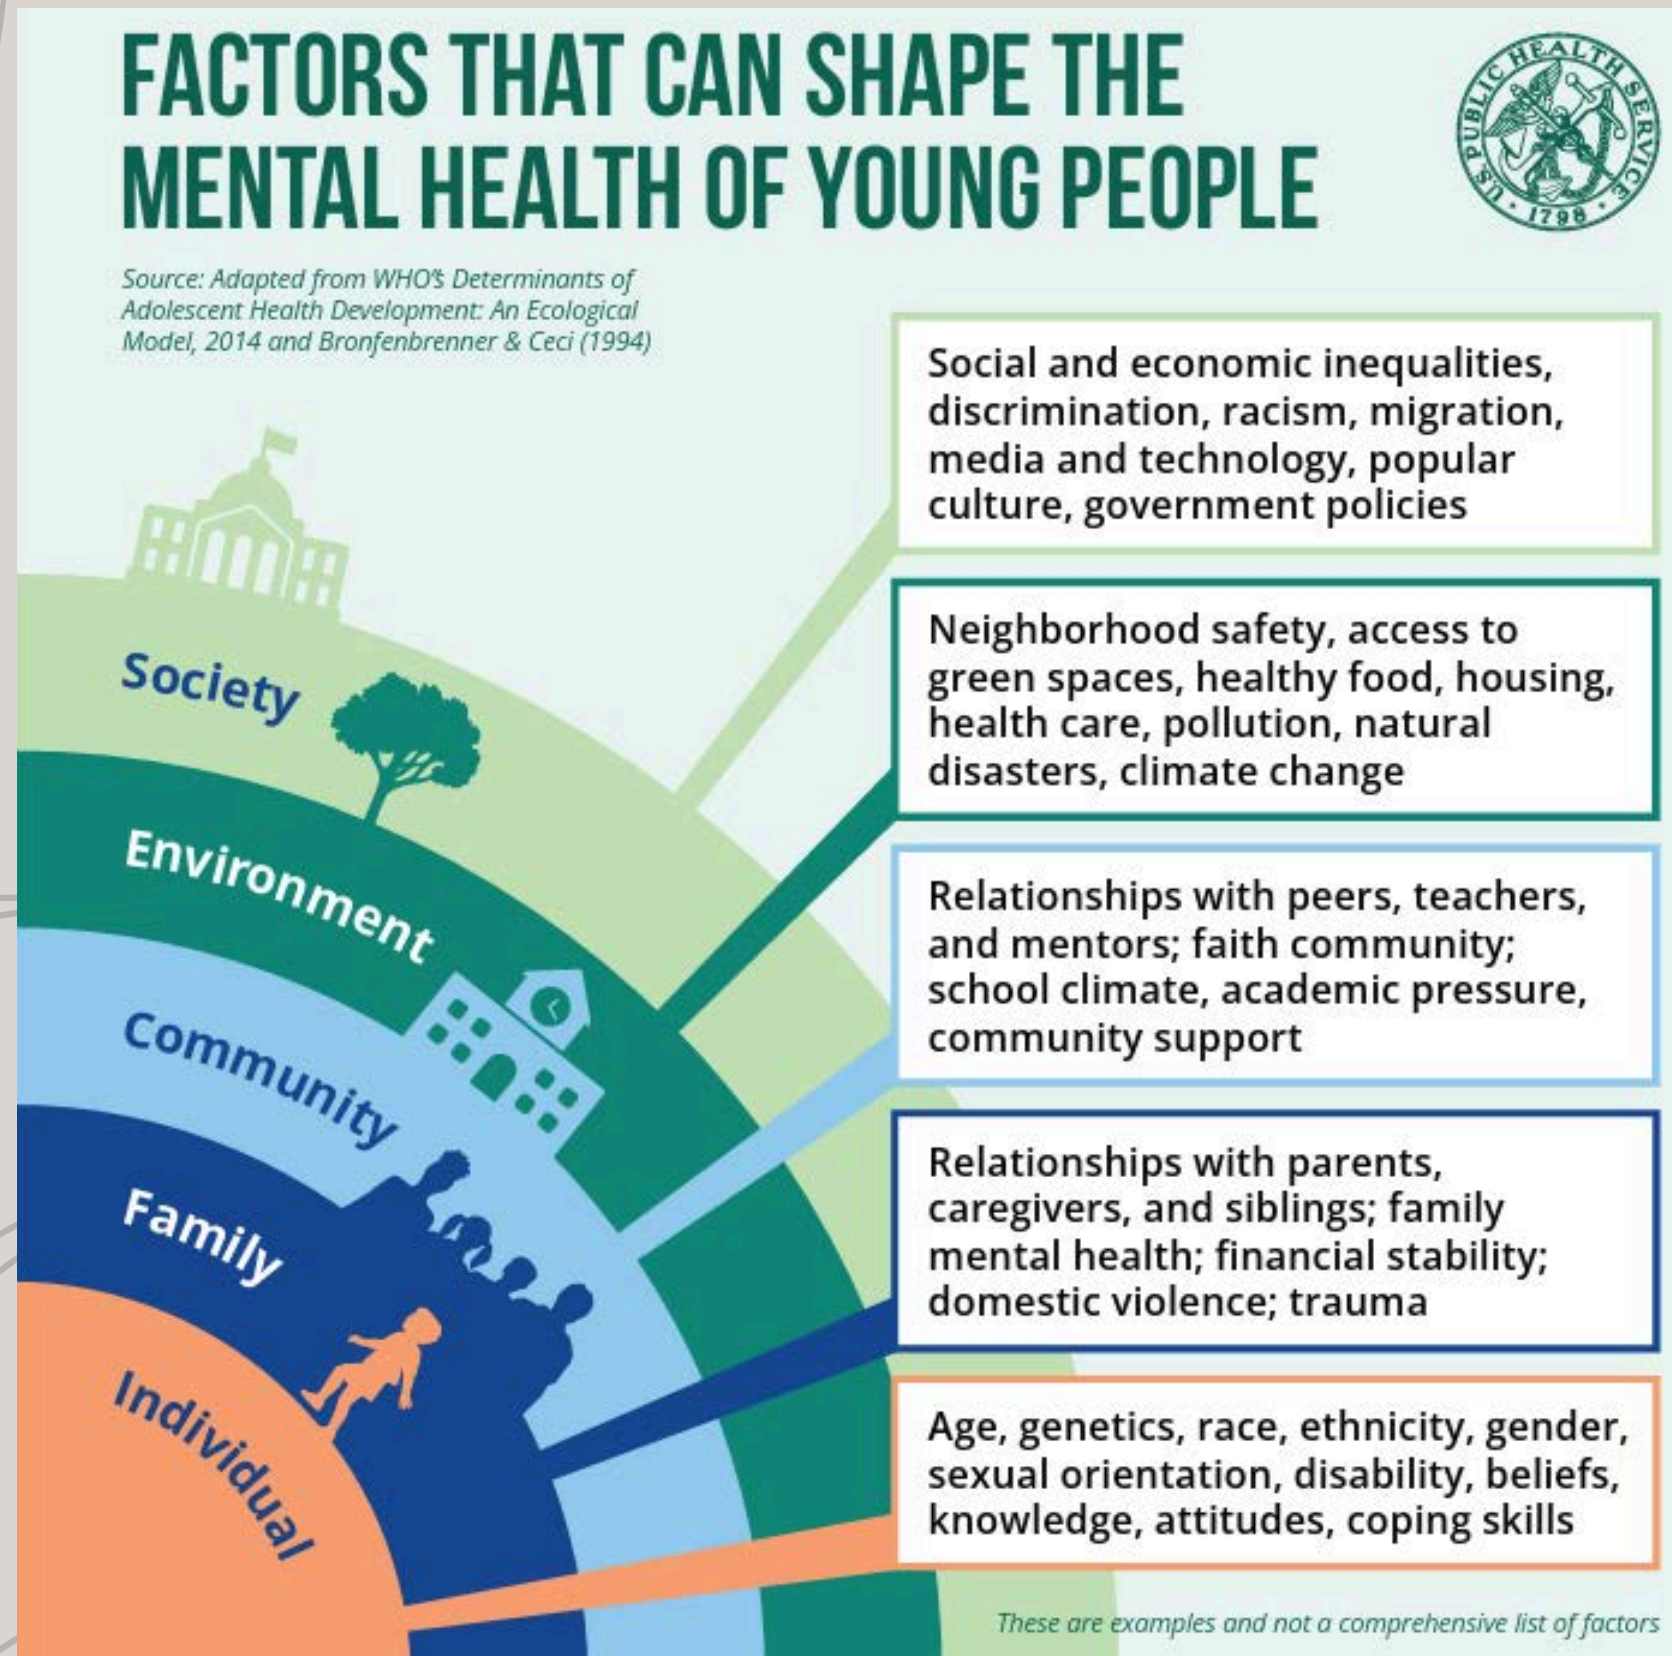 FACTORS THAT CAN SHAPE THE
MENTAL HEALTH OF YOUNG PEOPLE
US PUBLIC HEALTH SERVICE
1798
Source: Adapted from WHO's Determinants of
Adolescent Health Development: An Ecological
Model, 2014 and Bronfenbrenner & Ceci (1994)
Society
Social and economic inequalities,
discrimination, racism, migration,
media and technology, popular
culture, government policies
Environment
Neighborhood safety, access to
green spaces, healthy food, housing,
health care, pollution, natural
disasters, climate change
Community
Relationships with peers, teachers,
and mentors; faith community;
school climate, academic pressure,
community support
Family
Relationships with parents,
caregivers, and siblings; family
mental health; financial stability;
domestic violence; trauma
Individual
Age, genetics, race, ethnicity, gender,
sexual orientation, disability, beliefs,
knowledge, attitudes, coping skills
These are examples and not a comprehensive list of factors